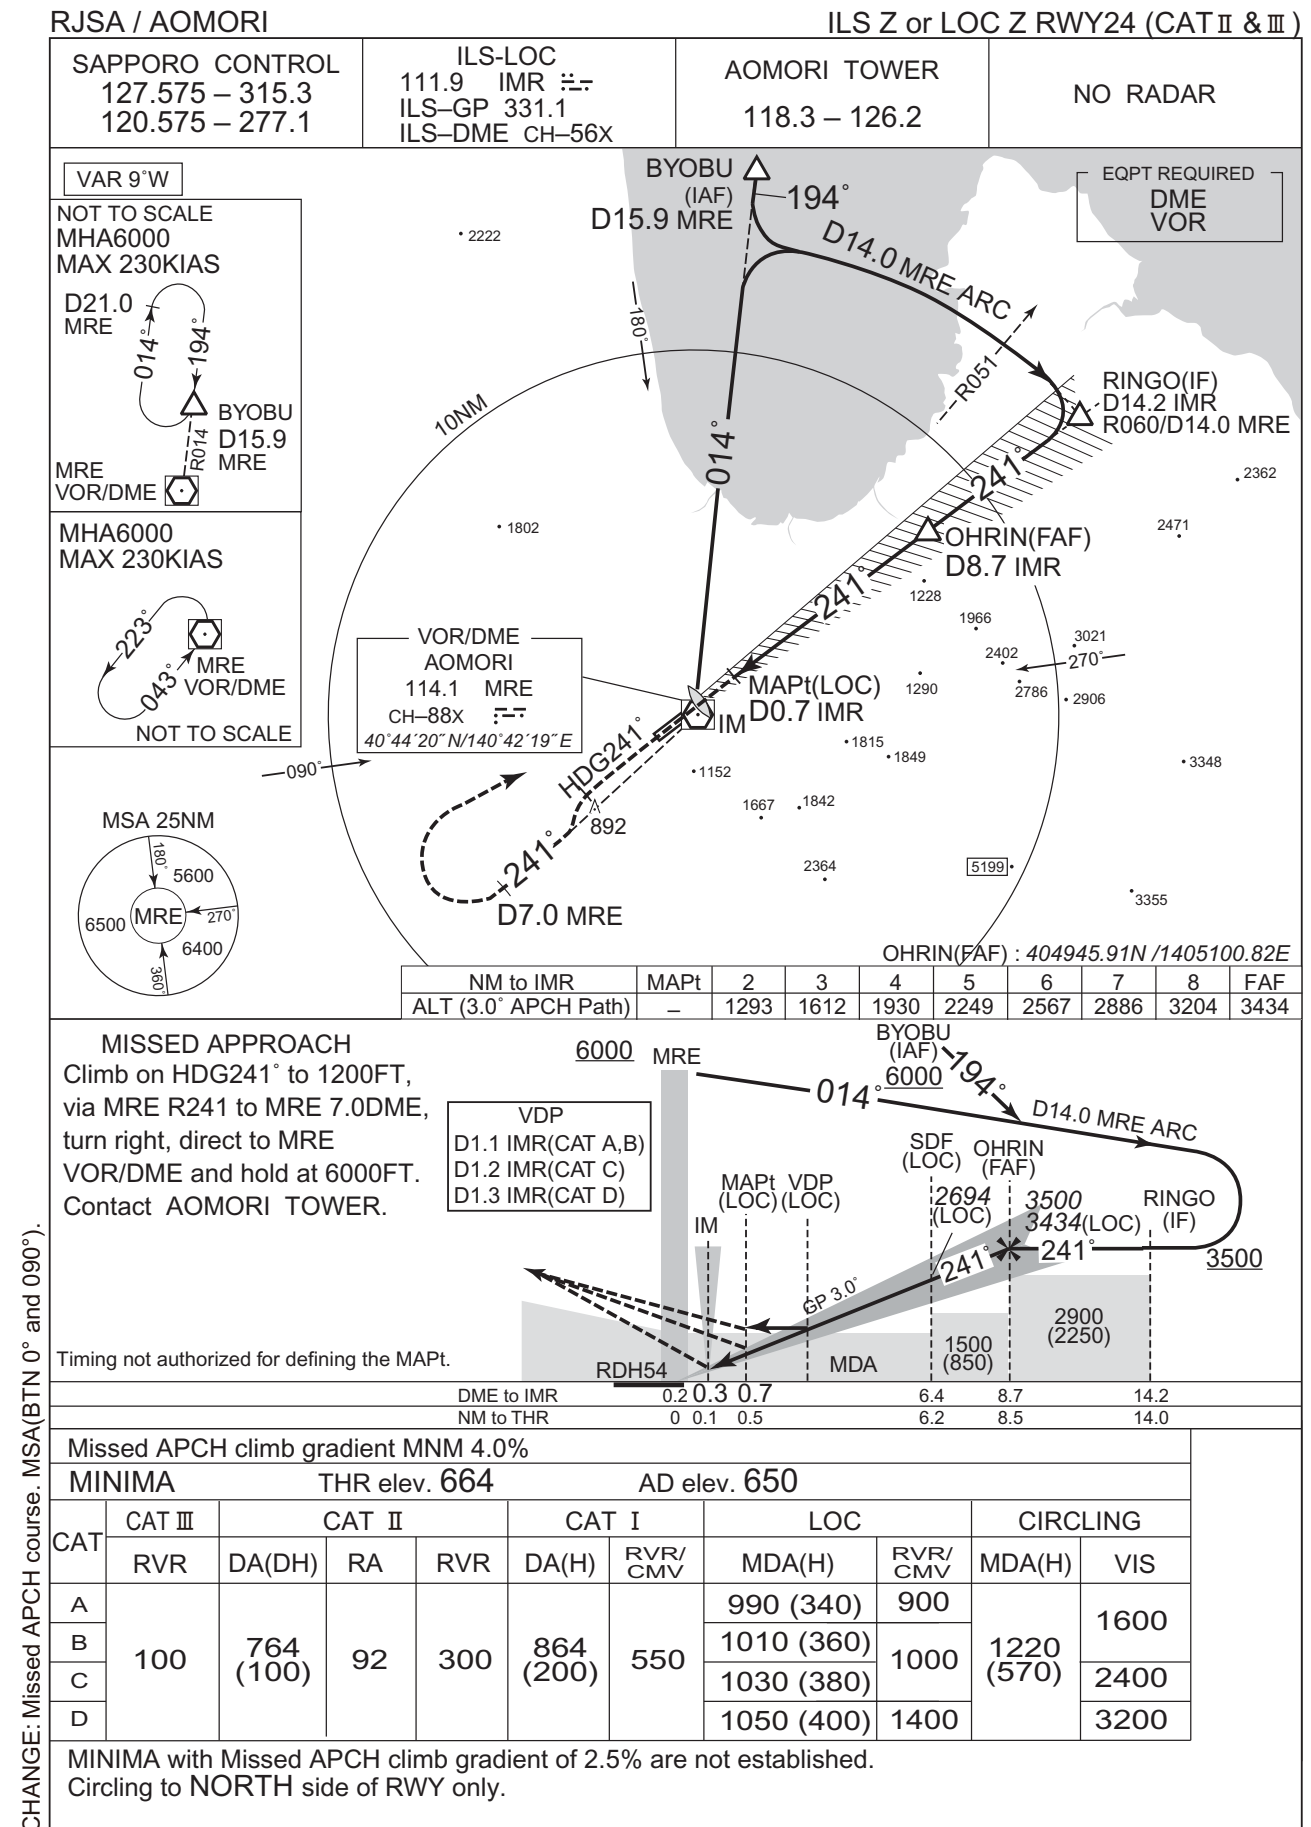 RJSA / AOMORI
ILS Z or LOC Z RWY24 (CAT Ⅱ & Ⅲ)
SAPPORO CONTROL
127.575 – 315.3
120.575 – 277.1
ILS-LOC
111.9 IMR
ILS–GP 331.1
ILS–DME CH–56X
AOMORI TOWER
118.3 – 126.2
NO RADAR
VAR 9°W
NOT TO SCALE
MHA6000
MAX 230KIAS
D21.0
MRE
014°
194°
BYOBU
D15.9
MRE
R014
MRE
VOR/DME
MHA6000
MAX 230KIAS
223°
043°
MRE
VOR/DME
NOT TO SCALE
090°
MSA 25NM
180°
5600
MRE
270°
6500
6400
360°
BYOBU
(IAF)
D15.9 MRE
194°
D14.0 MRE ARC
EQPT REQUIRED
DME
VOR
2222
180°
R051
10NM
014°
RINGO(IF)
D14.2 IMR
R060/D14.0 MRE
241°
2362
1802
2471
OHRIN(FAF)
D8.7 IMR
241°
1228
1966
3021
2402
270°
2786
2906
1290
VOR/DME
AOMORI
114.1 MRE
CH–88X
40°44´20˝N/140°42´19˝E
MAPt(LOC)
D0.7 IMR
IM
HDG241°
1815
1849
1152
3348
1667
1842
892
241°
2364
5199
3355
D7.0 MRE
OHRIN(FAF) : 404945.91N /1405100.82E
NM to IMR MAPt 2 3 4 5 6 7 8 FAF
ALT (3.0° APCH Path) – 1293 1612 1930 2249 2567 2886 3204 3434
MISSED APPROACH
Climb on HDG241° to 1200FT,
via MRE R241 to MRE 7.0DME,
turn right, direct to MRE
VOR/DME and hold at 6000FT.
Contact AOMORI TOWER.
6000
MRE
BYOBU
(IAF)
6000
194°
014°
D14.0 MRE ARC
VDP
D1.1 IMR(CAT A,B)
D1.2 IMR(CAT C)
D1.3 IMR(CAT D)
SDF
(LOC)
OHRIN
(FAF)
MAPt
(LOC)
VDP
(LOC)
2694
(LOC)
3500
3434(LOC)
RINGO
(IF)
IM
241°
241°
3500
GP 3.0°
2900
(2250)
1500
(850)
MDA
Timing not authorized for defining the MAPt.
RDH54
DME to IMR 0.2 0.3 0.7 6.4 8.7 14.2
NM to THR 0 0.1 0.5 6.2 8.5 14.0
Missed APCH climb gradient MNM 4.0%
MINIMA THR elev. 664 AD elev. 650
CAT CAT Ⅲ CAT Ⅱ CAT Ⅰ LOC CIRCLING
RVR DA(DH) RA RVR DA(H) RVR/CMV MDA(H) RVR/CMV MDA(H) VIS
A 990 (340) 900
B 1010 (360)
C 1030 (380)
D 1050 (400) 1400
100
764
(100)
92
300
864
(200)
550
1000
1220
(570)
1600
2400
3200
MINIMA with Missed APCH climb gradient of 2.5% are not established.
Circling to NORTH side of RWY only.
CHANGE: Missed APCH course. MSA(BTN 0° and 090°).